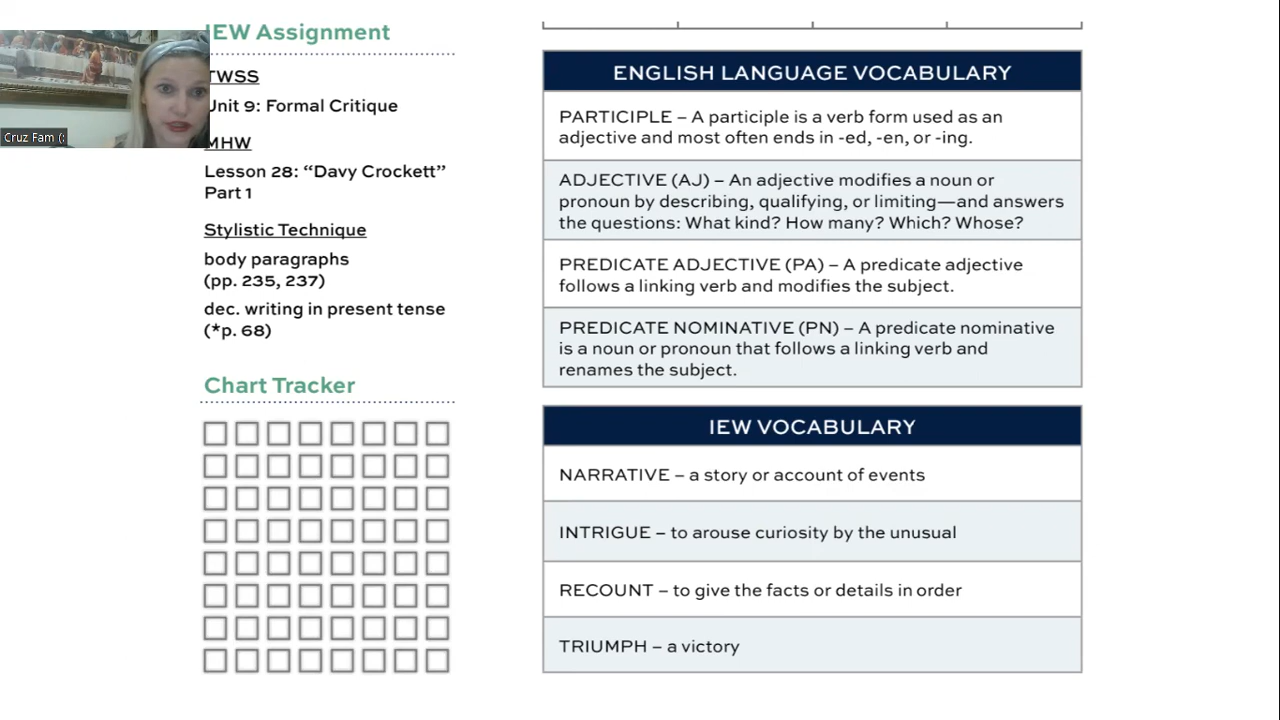 IEW Assignment
TWSS
Unit 9: Formal Critique
MHW
Lesson 28: “Davy Crockett”
Part 1
Stylistic Technique
body paragraphs
(pp. 235, 237)
dec. writing in present tense
(*p. 68)
Chart Tracker
Cruz Fam (:
ENGLISH LANGUAGE VOCABULARY
PARTICIPLE – A participle is a verb form used as an
adjective and most often ends in -ed, -en, or -ing.
ADJECTIVE (AJ) – An adjective modifies a noun or
pronoun by describing, qualifying, or limiting—and answers
the questions: What kind? How many? Which? Whose?
PREDICATE ADJECTIVE (PA) – A predicate adjective
follows a linking verb and modifies the subject.
PREDICATE NOMINATIVE (PN) – A predicate nominative
is a noun or pronoun that follows a linking verb and
renames the subject.
IEW VOCABULARY
NARRATIVE – a story or account of events
INTRIGUE – to arouse curiosity by the unusual
RECOUNT – to give the facts or details in order
TRIUMPH – a victory